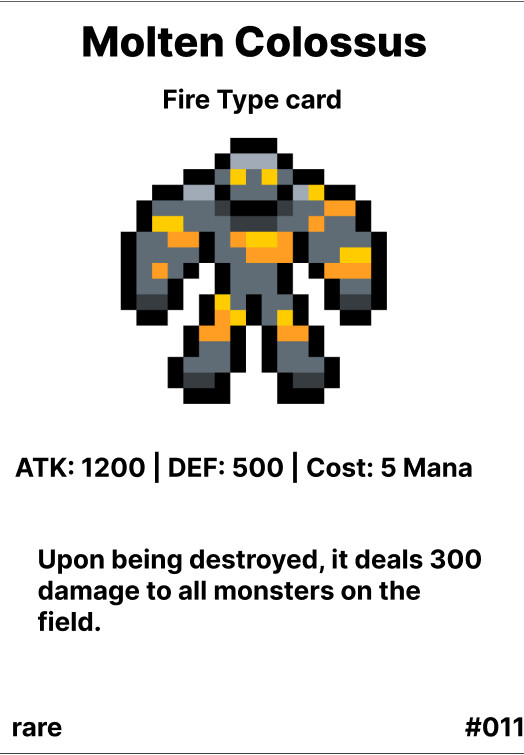 Molten Colossus
Fire Type card
ATK: 1200 | DEF: 500 | Cost: 5 Mana
Upon being destroyed, it deals 300
damage to all monsters on the
field.
rare
#011